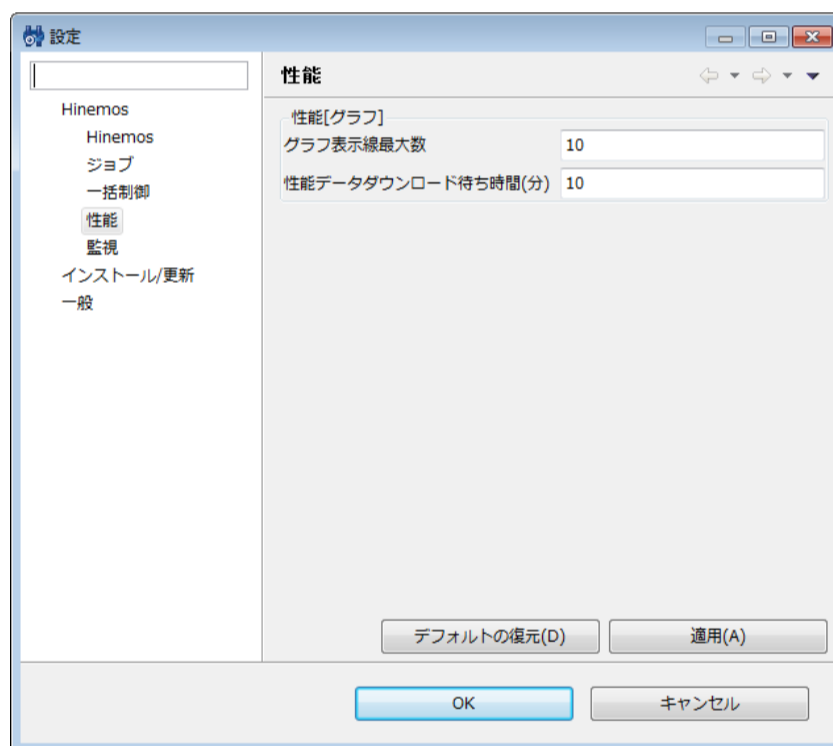 設定
Hinemos
Hinemos
ジョブ
一括制御
性能
監視
インストール/更新
一般
性能
性能[グラフ]
グラフ表示線最大数 10
性能データダウンロード待ち時間(分) 10
デフォルトの復元(D) 適用(A)
OK キャンセル